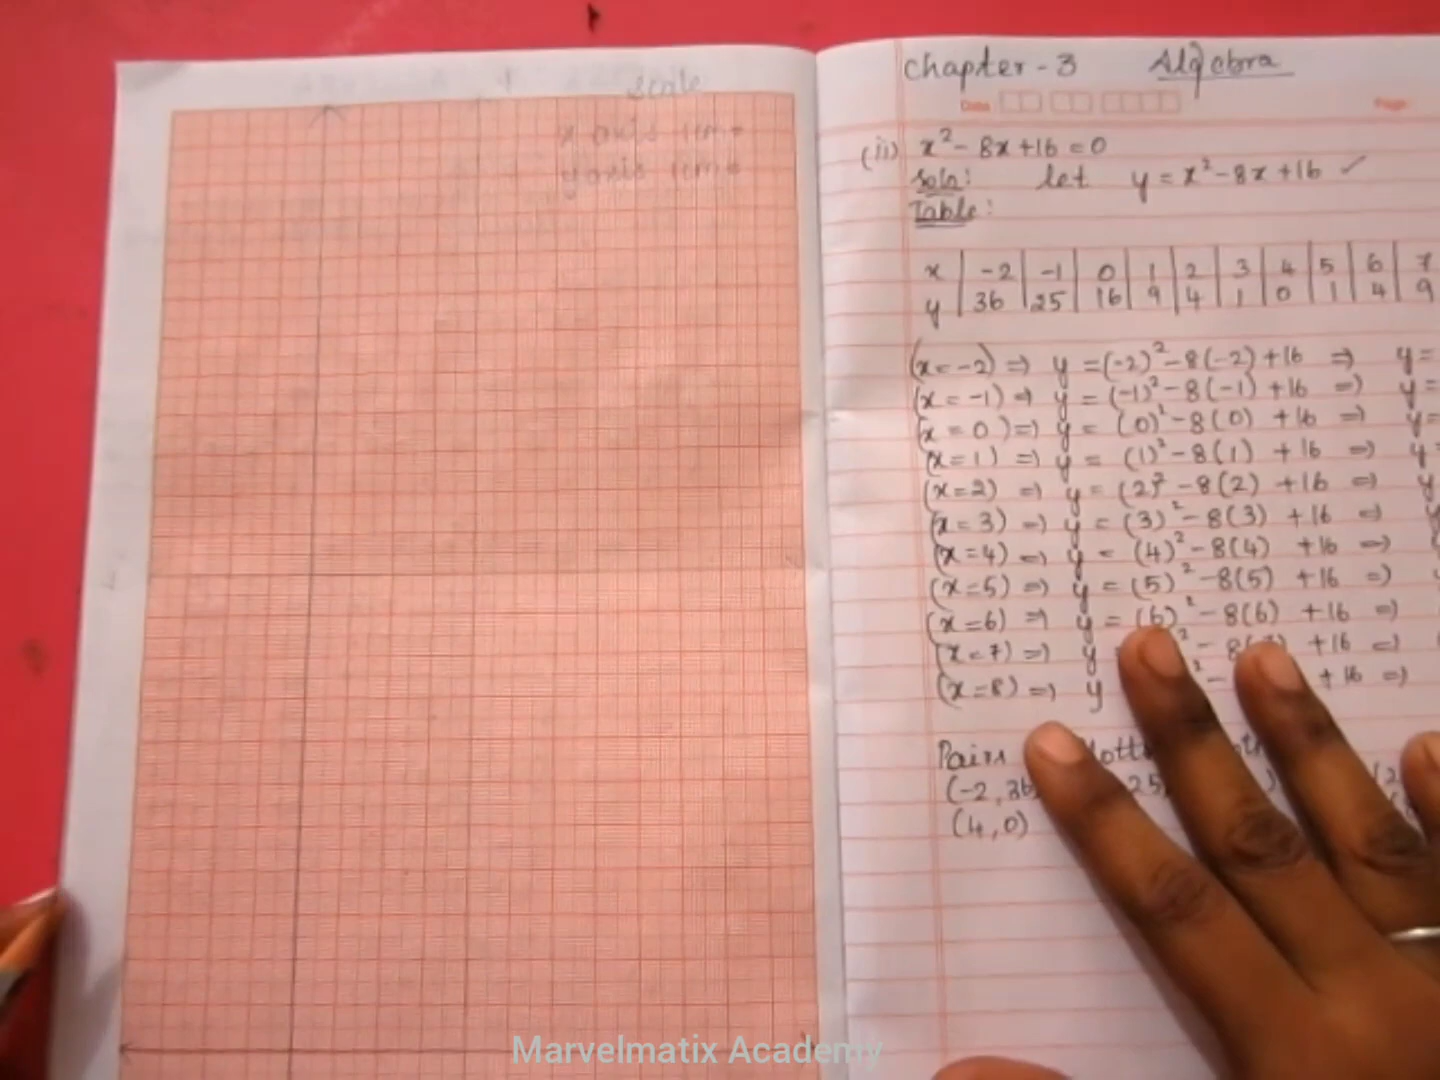 scale
x axis 1cm=
y axis 1cm=
Chapter - 3 Algebra
Date Page:
(ii) x² - 8x + 16 = 0
Soln: let y = x² - 8x + 16 ✓
Table:
x | -2 | -1 | 0 | 1 | 2 | 3 | 4 | 5 | 6 | 7
y | 36 | 25 | 16 | 9 | 4 | 1 | 0 | 1 | 4 | 9
(x = -2) ⇒ y = (-2)² - 8(-2) + 16 ⇒ y =
(x = -1) ⇒ y = (-1)² - 8(-1) + 16 ⇒ y =
(x = 0) ⇒ y = (0)² - 8(0) + 16 ⇒ y =
(x = 1) ⇒ y = (1)² - 8(1) + 16 ⇒ y
(x = 2) ⇒ y = (2)² - 8(2) + 16 ⇒ y
(x = 3) ⇒ y = (3)² - 8(3) + 16 ⇒ y
(x = 4) ⇒ y = (4)² - 8(4) + 16 ⇒
(x = 5) ⇒ y = (5)² - 8(5) + 16 ⇒
(x = 6) ⇒ y = (6)² - 8(6) + 16 ⇒
(x = 7) ⇒ y ² - 8( + 16 ⇒
(x = 8) ⇒ y ² - + 16 ⇒
Pairs
(-2, 36 25
(4, 0)
Marvelmatix Academy